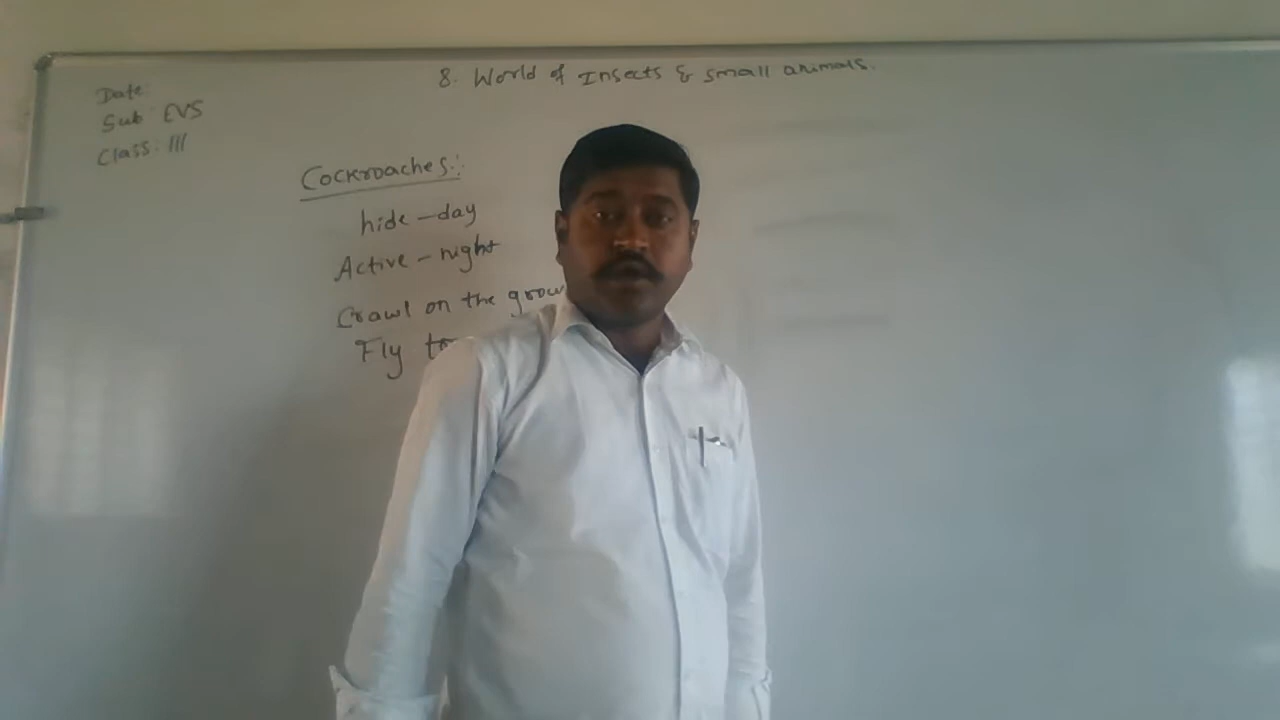 8. World of Insects & small animals.
Date:
Sub: EVS
Class: III
Cockroaches:
hide - day
Active - night
Crawl on the
Fly